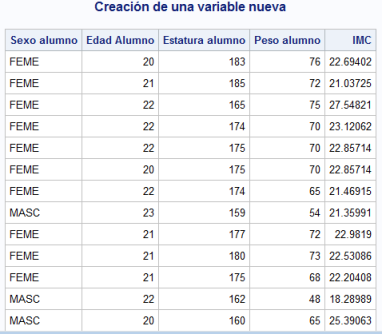 Creación de una variable nueva
Sexo alumno Edad Alumno Estatura alumno Peso alumno IMC
FEME 20 183 76 22.69402
FEME 21 185 72 21.03725
FEME 22 165 75 27.54821
FEME 22 174 70 23.12062
FEME 22 175 70 22.85714
FEME 20 175 70 22.85714
FEME 22 174 65 21.46915
MASC 23 159 54 21.35991
FEME 21 177 72 22.9819
FEME 21 180 73 22.53086
FEME 21 175 68 22.20408
MASC 22 162 48 18.28989
MASC 20 160 65 25.39063